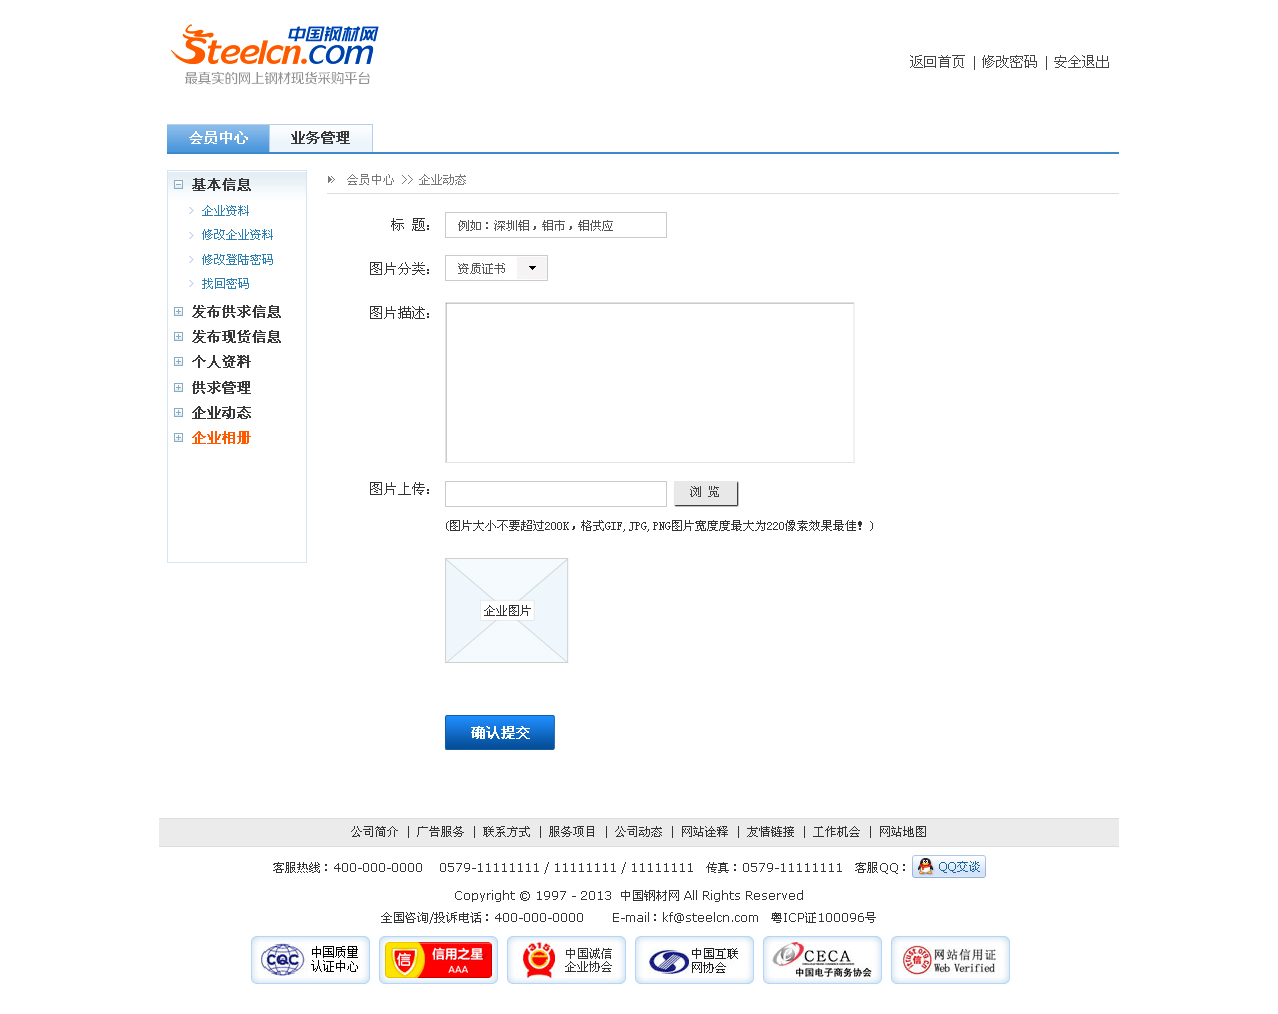 中国钢材网
Steelcn.com
最真实的网上钢材现货采购平台
返回首页 | 修改密码 | 安全退出
会员中心 业务管理
基本信息
企业资料
修改企业资料
修改登陆密码
找回密码
发布供求信息
发布现货信息
个人资料
供求管理
企业动态
企业相册
会员中心 >> 企业动态
标 题：
例如：深圳钼，钼市，钼供应
图片分类：
资质证书
图片描述：
图片上传：
浏 览
(图片大小不要超过200K，格式GIF,JPG,PNG图片宽度度最大为220像素效果最佳！)
企业图片
确认提交
公司简介 | 广告服务 | 联系方式 | 服务项目 | 公司动态 | 网站诠释 | 友情链接 | 工作机会 | 网站地图
客服热线：400-000-0000 0579-11111111 / 11111111 / 11111111 传真：0579-11111111 客服QQ： QQ交谈
Copyright © 1997 - 2013 中国钢材网 All Rights Reserved
全国咨询/投诉电话：400-000-0000 E-mail：kf@steelcn.com 粤ICP证100096号
CQC
中国质量
认证中心
信
信用之星
AAA
315
中国诚信
企业协会
中国互联
网协会
CECA
中国电子商务协会
信
网站信用证
Web Verified